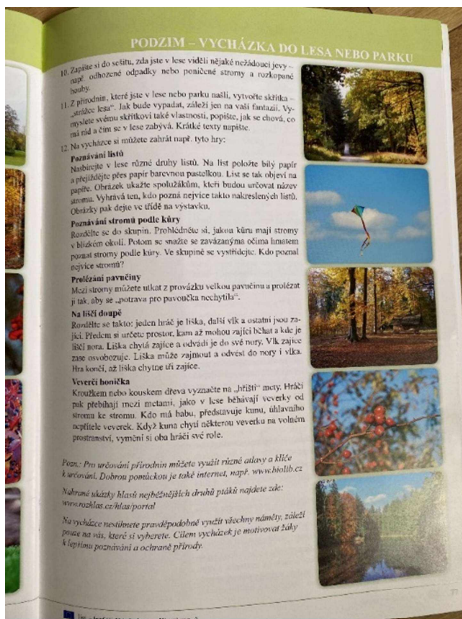 PODZIM – VYCHÁZKA DO LESA NEBO PARKU
10. Zapište si do sešitu, zda jste v lese viděli nějaké nežádoucí jevy –
např. odhozené odpadky nebo poničené stromy a rozkopané
houby.
11. Z přírodnin, které jste v lese nebo parku našli, vytvořte skřítka –
„strážce lesa“. Jak bude vypadat, záleží jen na vaší fantazii. Vy-
myslete svému skřítkovi také vlastnosti, popište, jak se chová, co
má rád a čím se v lese zabývá. Krátké texty napište.
12. Na vycházce si můžete zahrát např. tyto hry:
Poznávání listů
Nasbírejte v lese různé druhy listů. Na list položte bílý papír
a přejíždějte přes papír barevnou pastelkou. List se tak objeví na
papíře. Obrázek ukažte spolužákům, kteří budou určovat název
stromu. Vyhrává ten, kdo pozná nejvíce takto nakreslených listů.
Obrázky pak dejte ve třídě na výstavku.
Poznávání stromů podle kůry
Rozdělte se do skupin. Prohlédněte si, jakou kůru mají stromy
v blízkém okolí. Potom se snažte se zavázanýma očima hmatem
poznat stromy podle kůry. Ve skupině se vystřídejte. Kdo poznal
nejvíce stromů?
Prolézání pavučiny
Mezi stromy můžete utkat z provázku velkou pavučinu a prolézat
ji tak, aby se „potrava pro pavoučka nechytila“.
Na liščí doupě
Rozdělte se takto: jeden hráč je liška, další vlk a ostatní jsou za-
jíci. Předem si určete prostor, kam až mohou zajíci běhat a kde je
liščí nora. Liška chytá zajíce a odvádí je do své nory. Vlk zajíce
zase osvobozuje. Liška může zajmout a odvést do nory i vlka.
Hra končí, až liška chytne tři zajíce.
Veverčí honička
Kroužkem nebo kouskem dřeva vyznačte na „hřišti“ mety. Hráči
pak přebíhají mezi metami, jako v lese běhávají veverky od
stromu ke stromu. Kdo má babu, představuje kunu, úhlavního
nepřítele veverek. Když kuna chytí některou veverku na volném
prostranství, vymění si oba hráči své role.
Pozn.: Pro určování přírodnin můžete využít různé atlasy a klíče
k určování. Dobrou pomůckou je také internet, např. www.biolib.cz
Nahrané ukázky hlasů nejběžnějších druhů ptáků najdete zde:
www.rozhlas.cz/hlas/portal
Na vycházce nestihnete pravděpodobně využít všechny náměty, záleží
pouze na vás, které si vyberete. Cílem vycházek je motivovat žáky
k lepšímu poznávání a ochraně přírody.